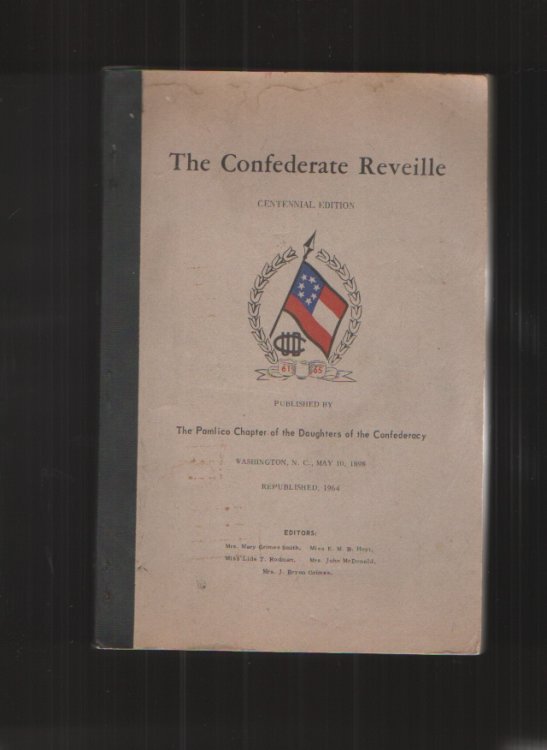 The Confederate Reveille
CENTENNIAL EDITION
UDC
61 65
PUBLISHED BY
The Pamlico Chapter of the Daughters of the Confederacy
WASHINGTON, N. C., MAY 10, 1898
REPUBLISHED, 1964
EDITORS:
Mrs. Mary Grimes Smith, Miss E. M. B. Hoyt,
Miss Lida T. Rodman, Mrs. John McDonald,
Mrs. J. Bryan Grimes.